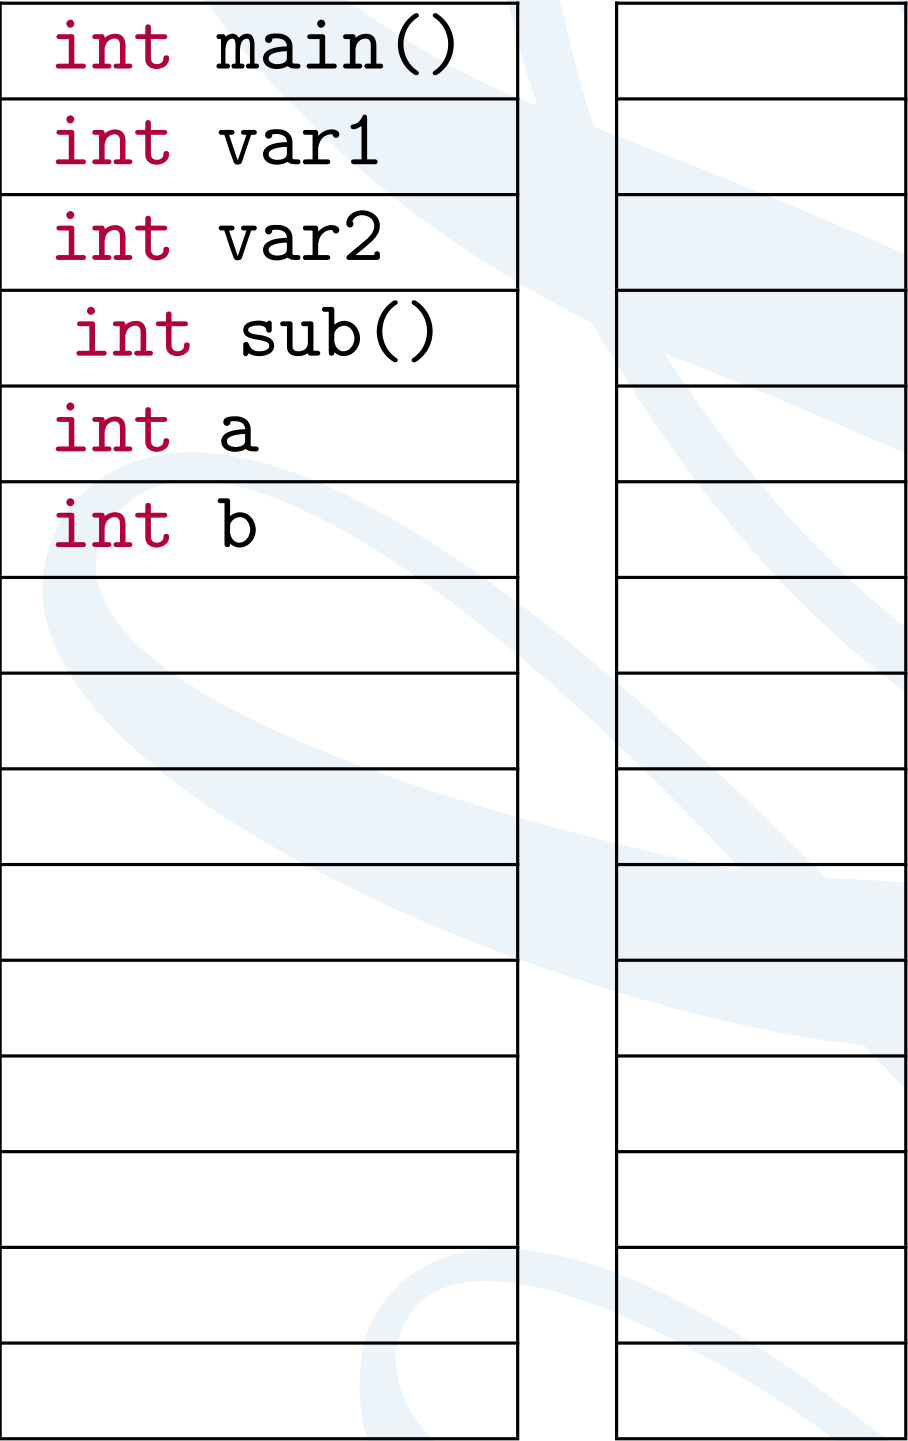 int main()
int var1
int var2
int sub()
int a
int b